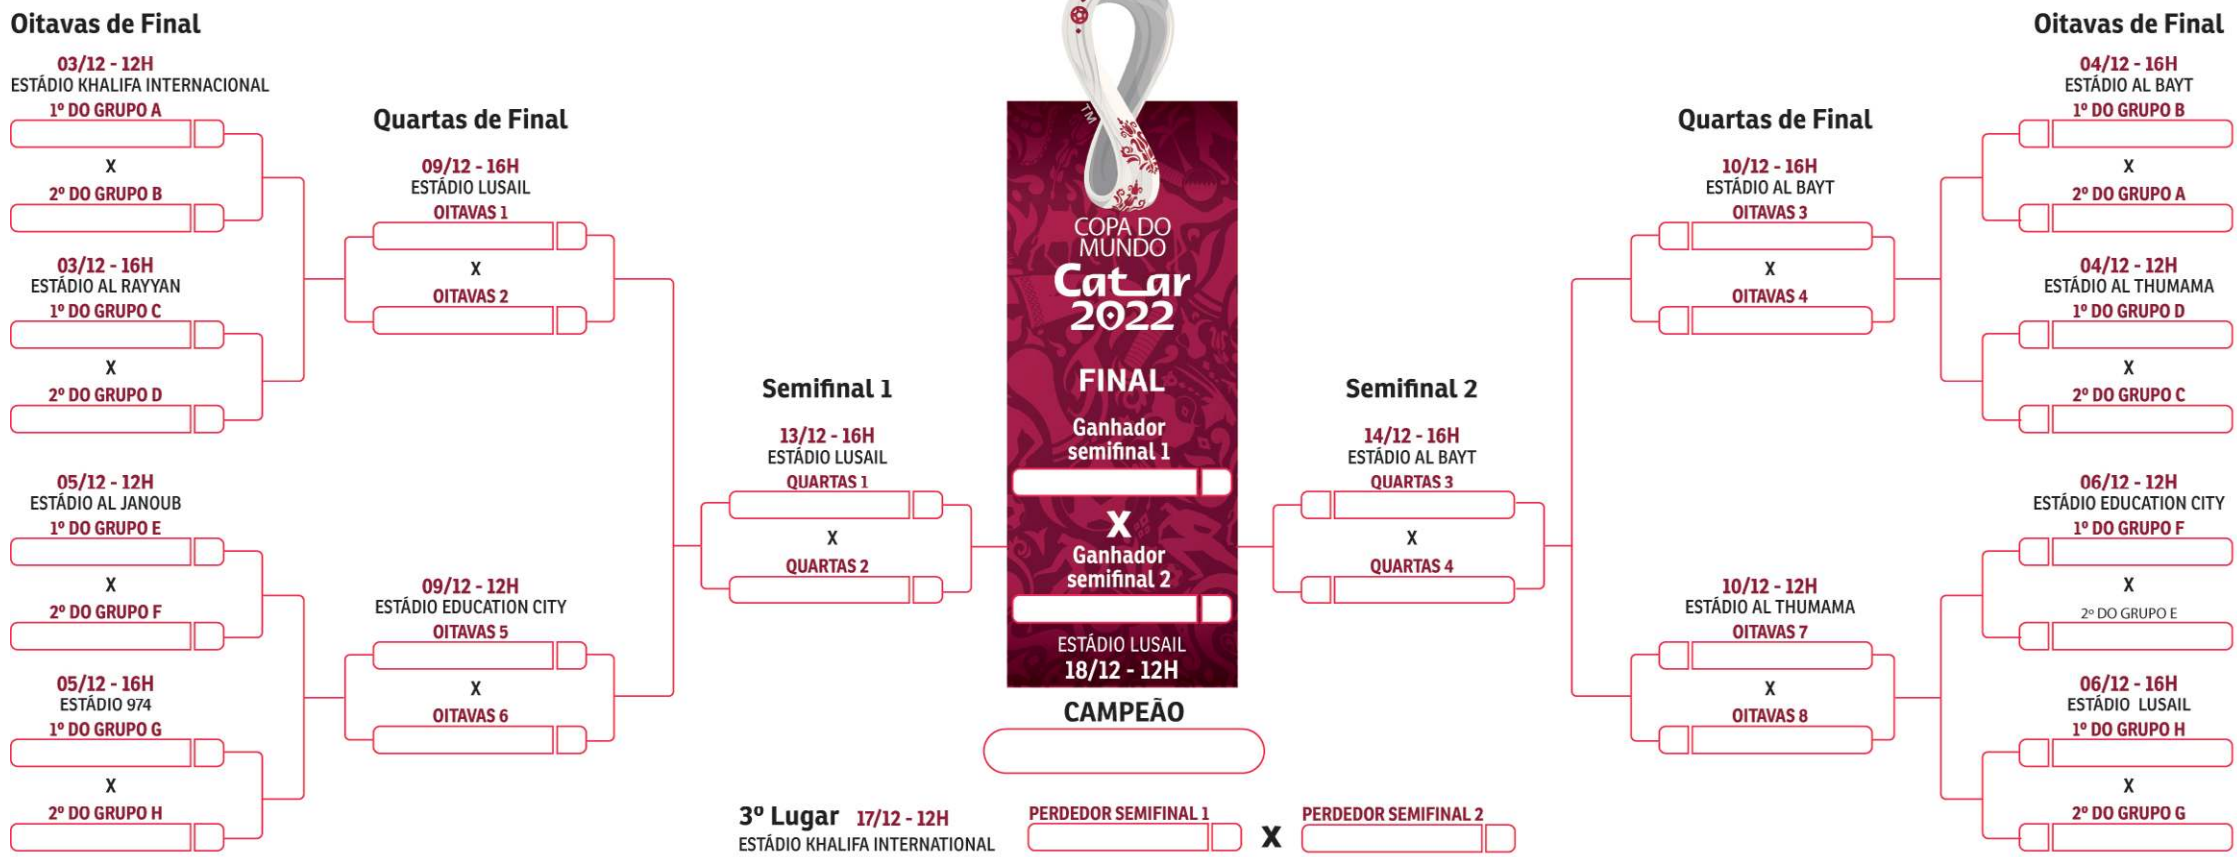 Oitavas de Final
03/12 - 12H
ESTÁDIO KHALIFA INTERNACIONAL
1º DO GRUPO A
X
2º DO GRUPO B
03/12 - 16H
ESTÁDIO AL RAYYAN
1º DO GRUPO C
X
2º DO GRUPO D
05/12 - 12H
ESTÁDIO AL JANOUB
1º DO GRUPO E
X
2º DO GRUPO F
05/12 - 16H
ESTÁDIO 974
1º DO GRUPO G
X
2º DO GRUPO H
Quartas de Final
09/12 - 16H
ESTÁDIO LUSAIL
OITAVAS 1
X
OITAVAS 2
09/12 - 12H
ESTÁDIO EDUCATION CITY
OITAVAS 5
X
OITAVAS 6
Semifinal 1
13/12 - 16H
ESTÁDIO LUSAIL
QUARTAS 1
X
QUARTAS 2
TM
COPA DO
MUNDO
Catar
2022
FINAL
Ganhador
semifinal 1
X
Ganhador
semifinal 2
ESTÁDIO LUSAIL
18/12 - 12H
CAMPEÃO
3º Lugar 17/12 - 12H
ESTÁDIO KHALIFA INTERNATIONAL
PERDEDOR SEMIFINAL 1
X
PERDEDOR SEMIFINAL 2
Semifinal 2
14/12 - 16H
ESTÁDIO AL BAYT
QUARTAS 3
X
QUARTAS 4
Quartas de Final
10/12 - 16H
ESTÁDIO AL BAYT
OITAVAS 3
X
OITAVAS 4
10/12 - 12H
ESTÁDIO AL THUMAMA
OITAVAS 7
X
OITAVAS 8
Oitavas de Final
04/12 - 16H
ESTÁDIO AL BAYT
1º DO GRUPO B
X
2º DO GRUPO A
04/12 - 12H
ESTÁDIO AL THUMAMA
1º DO GRUPO D
X
2º DO GRUPO C
06/12 - 12H
ESTÁDIO EDUCATION CITY
1º DO GRUPO F
X
2º DO GRUPO E
06/12 - 16H
ESTÁDIO LUSAIL
1º DO GRUPO H
X
2º DO GRUPO G